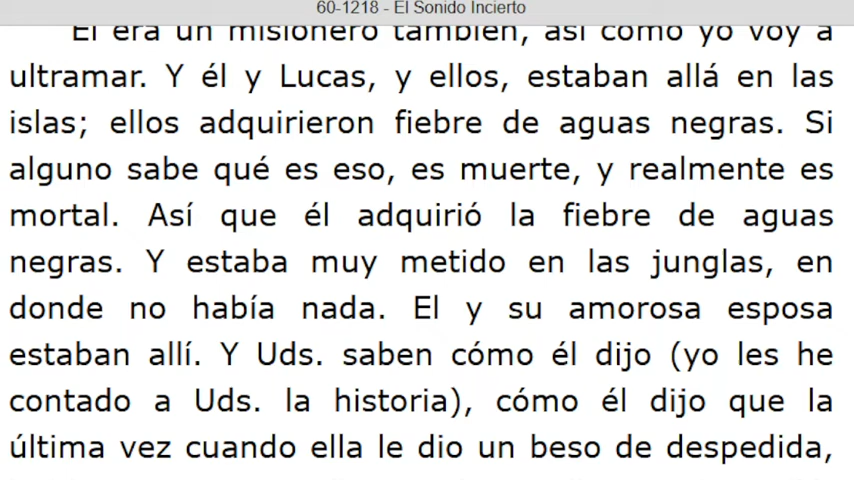 60-1218 - El Sonido Incierto
El era un misionero también, así como yo voy a
ultramar. Y él y Lucas, y ellos, estaban allá en las
islas; ellos adquirieron fiebre de aguas negras. Si
alguno sabe qué es eso, es muerte, y realmente es
mortal. Así que él adquirió la fiebre de aguas
negras. Y estaba muy metido en las junglas, en
donde no había nada. El y su amorosa esposa
estaban allí. Y Uds. saben cómo él dijo (yo les he
contado a Uds. la historia), cómo él dijo que la
última vez cuando ella le dio un beso de despedida,